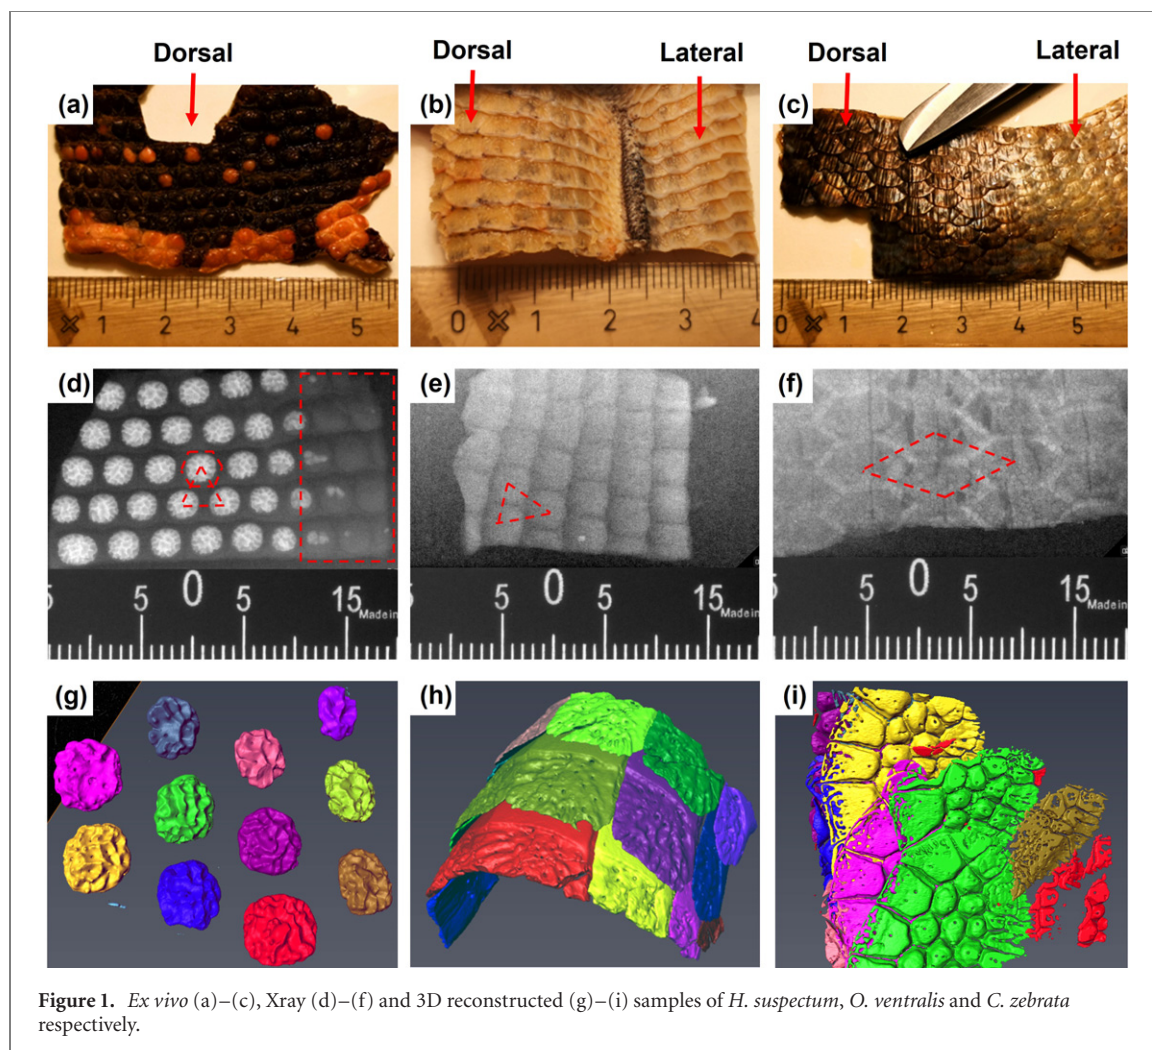 Dorsal
Dorsal
Lateral
Dorsal
Lateral
(a)
(b)
(c)
1 2 3 4 5
0 1 2 3 4
0 1 2 3 4 5
(d)
(e)
(f)
5 5 0 5 15
Made in
5 0 5 15
Made in
5 0 5 15
Made in
(g)
(h)
(i)
Figure 1. Ex vivo (a)–(c), Xray (d)–(f) and 3D reconstructed (g)–(i) samples of H. suspectum, O. ventralis and C. zebrata
respectively.